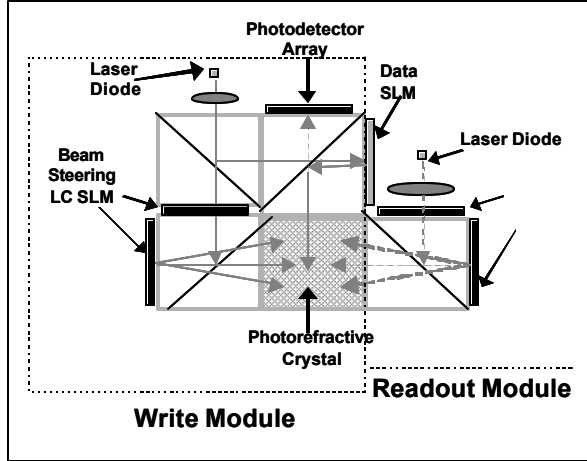 Photodetector
Array
Laser
Diode
Data
SLM
Laser Diode
Beam
Steering
LC SLM
Photorefractive
Crystal
Readout Module
Write Module